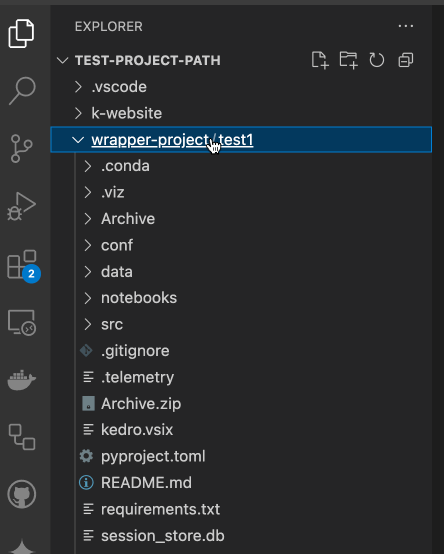 EXPLORER
TEST-PROJECT-PATH
.vscode
k-website
wrapper-project/test1
.conda
.viz
Archive
conf
data
notebooks
src
.gitignore
.telemetry
Archive.zip
kedro.vsix
pyproject.toml
README.md
requirements.txt
session_store.db
2